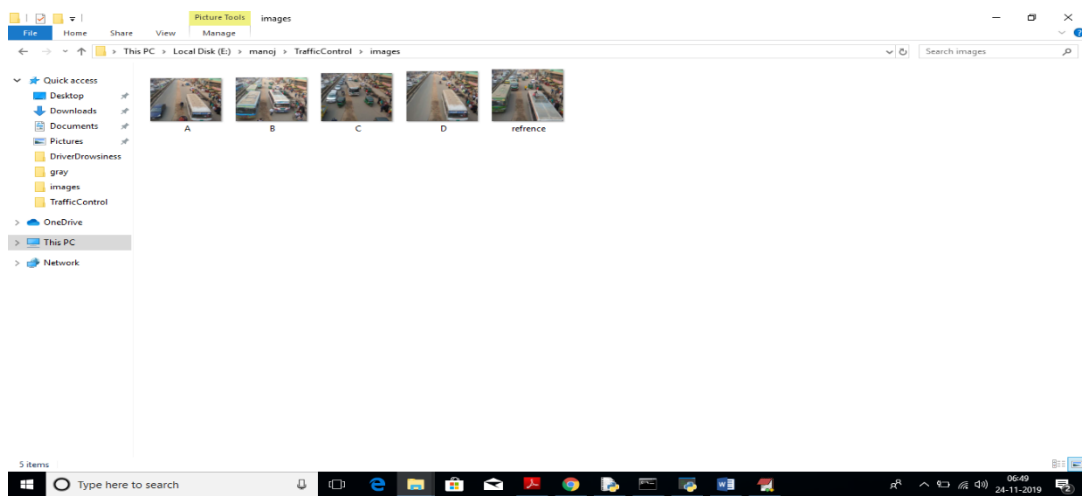 Picture Tools images
File Home Share View Manage
This PC > Local Disk (E:) > manoj > TrafficControl > images
Search images
Quick access
Desktop
Downloads
Documents
Pictures
DriverDrowsiness
gray
images
TrafficControl
OneDrive
This PC
Network
A B C D refrence
5 items
Type here to search
06:49
24-11-2019
2